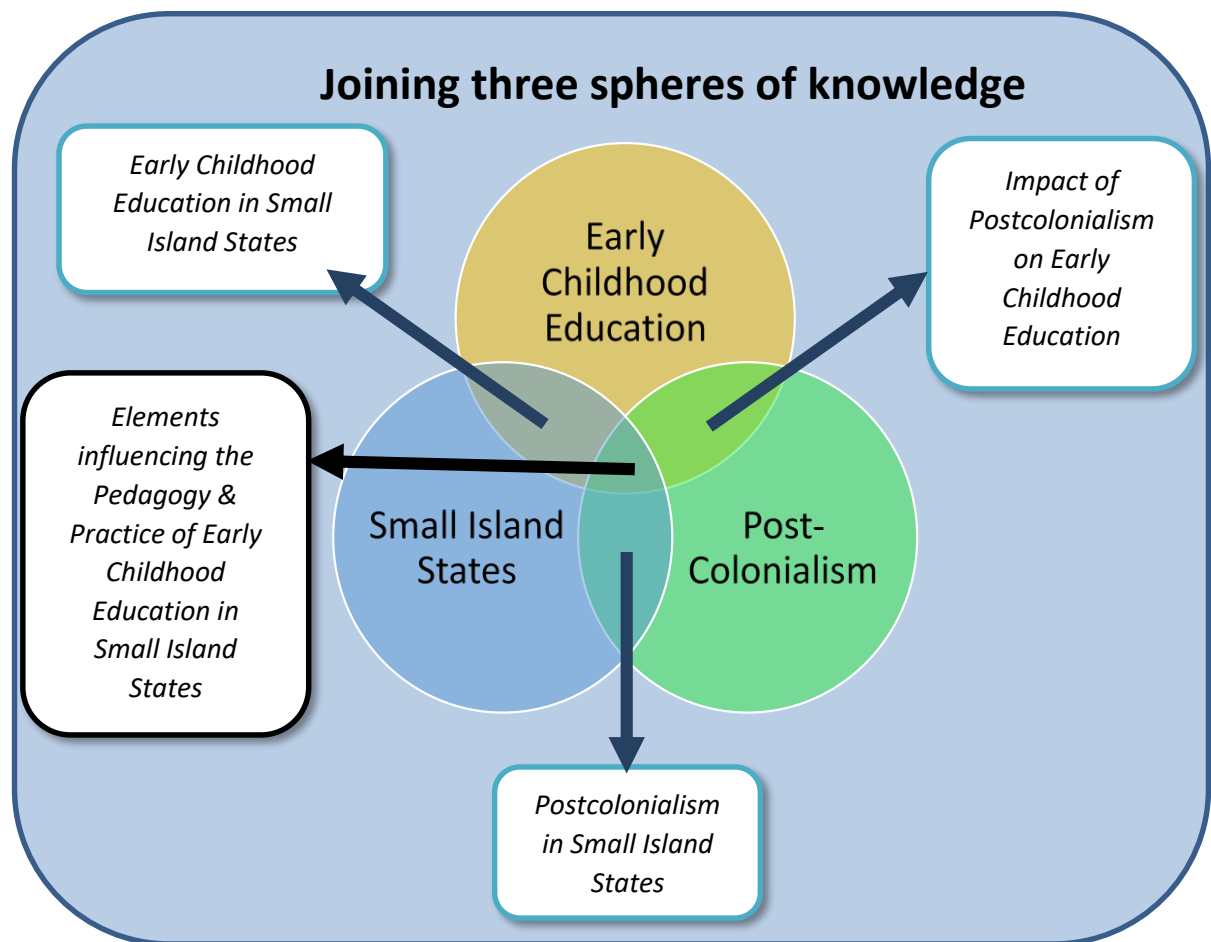 Joining three spheres of knowledge
Early Childhood
Education in Small
Island States
Impact of
Postcolonialism
on Early
Childhood
Education
Early
Childhood
Education
Elements
influencing the
Pedagogy &
Practice of Early
Childhood
Education in
Small Island
States
Small Island
States
Post-
Colonialism
Postcolonialism
in Small Island
States